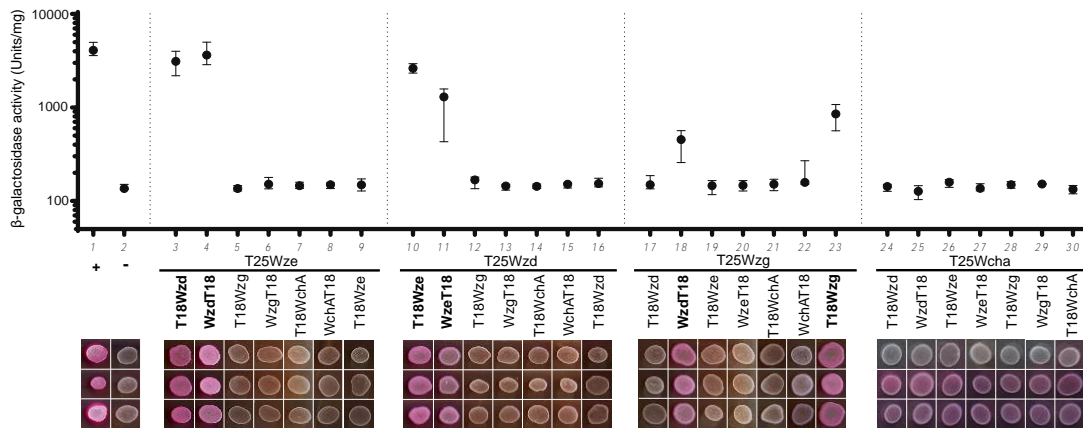 10000
1000
100
β-galactosidase activity (Units/mg)
1 2 3 4 5 6 7 8 9 10 11 12 13 14 15 16 17 18 19 20 21 22 23 24 25 26 27 28 29 30
+ - T25Wze T25Wzd T25Wzg T25Wcha
T18Wzd
WzdT18
T18Wzg
WzgT18
T18WchA
WchAT18
T18Wze
T18Wze
WzeT18
T18Wzg
WzgT18
T18WchA
WchAT18
T18Wzd
T18Wzd
WzdT18
T18Wze
WzeT18
T18WchA
WchAT18
T18Wzg
T18Wzd
WzdT18
T18Wze
WzeT18
T18Wzg
WzgT18
T18WchA